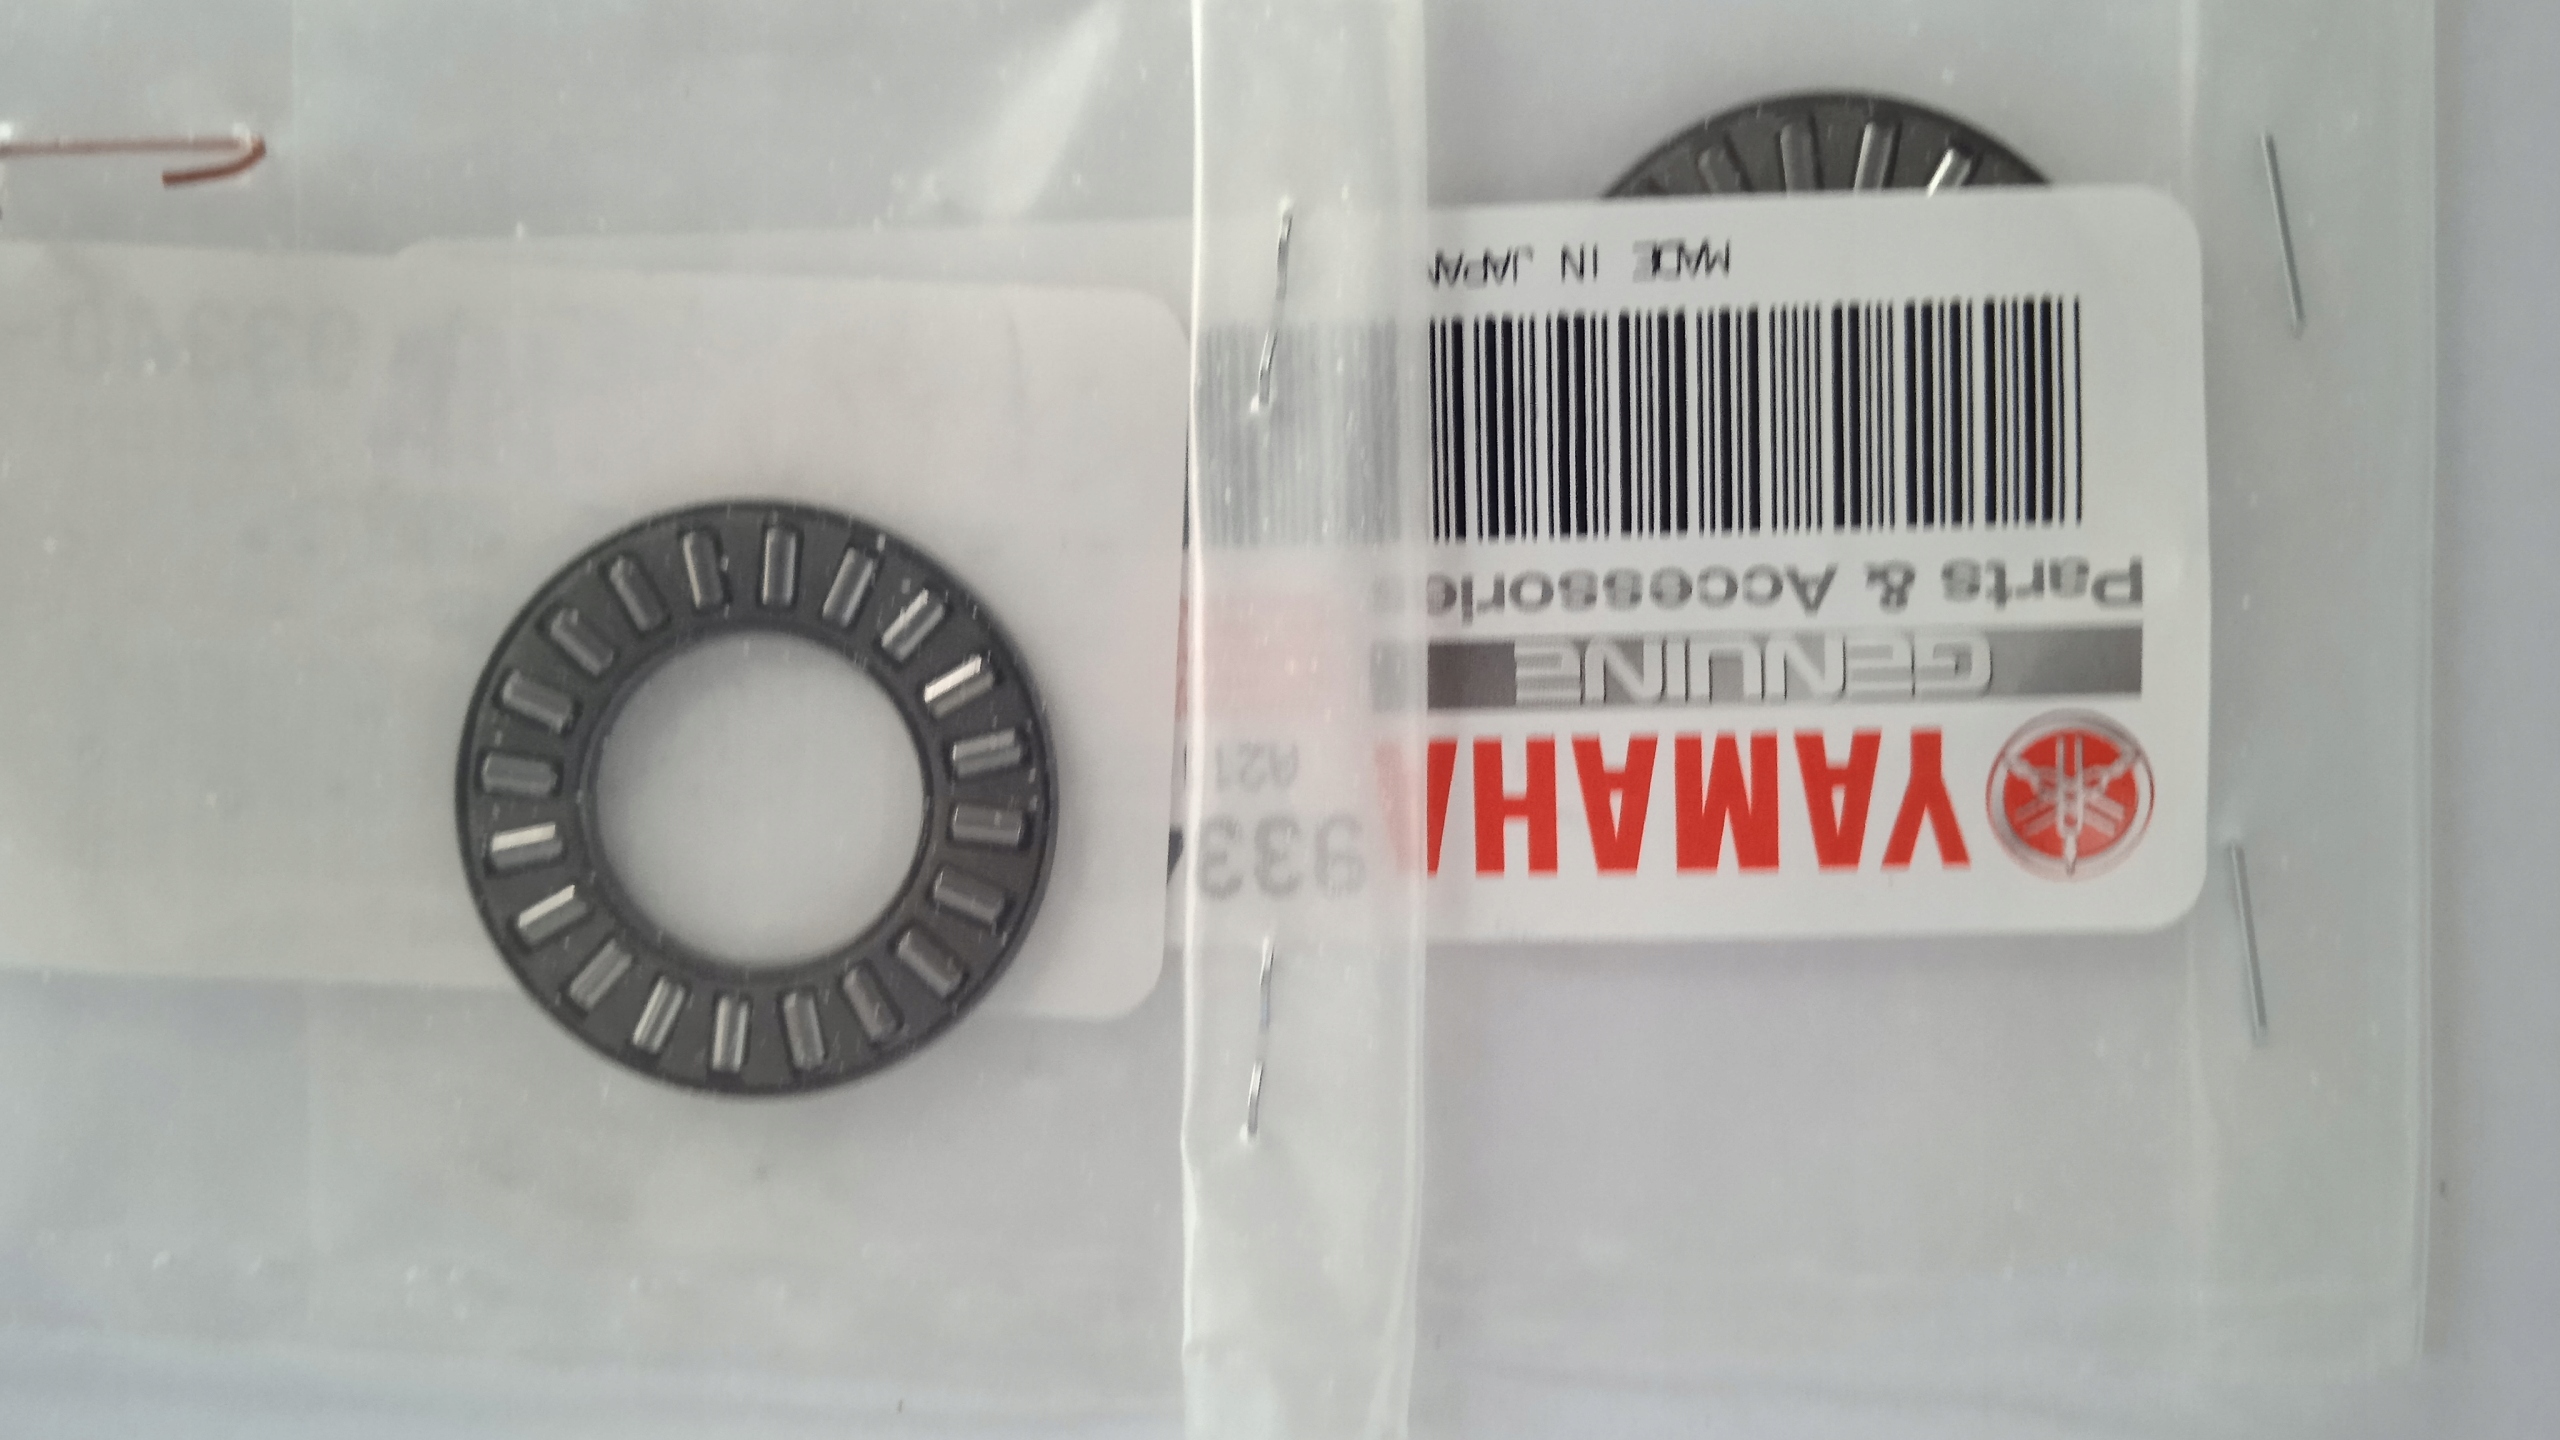 YAMAHA
GENUINE
Parts & Accessories
MADE IN JAPAN
933
A21